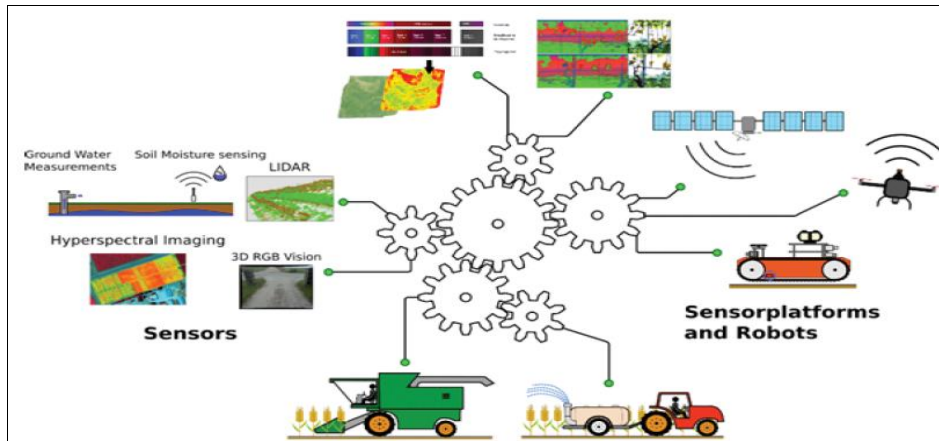 Ground Water
Measurements
Soil Moisture sensing
LIDAR
Hyperspectral Imaging
3D RGB Vision
Sensors
Sensorplatforms
and Robots